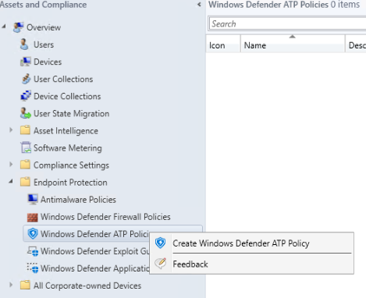 Assets and Compliance
Overview
Users
Devices
User Collections
Device Collections
User State Migration
Asset Intelligence
Software Metering
Compliance Settings
Endpoint Protection
Antimalware Policies
Windows Defender Firewall Policies
Windows Defender ATP Polic
Windows Defender Exploit Gu
Windows Defender Applicatio
All Corporate-owned Devices
Windows Defender ATP Policies 0 items
Search
Icon Name Desc
Create Windows Defender ATP Policy
Feedback